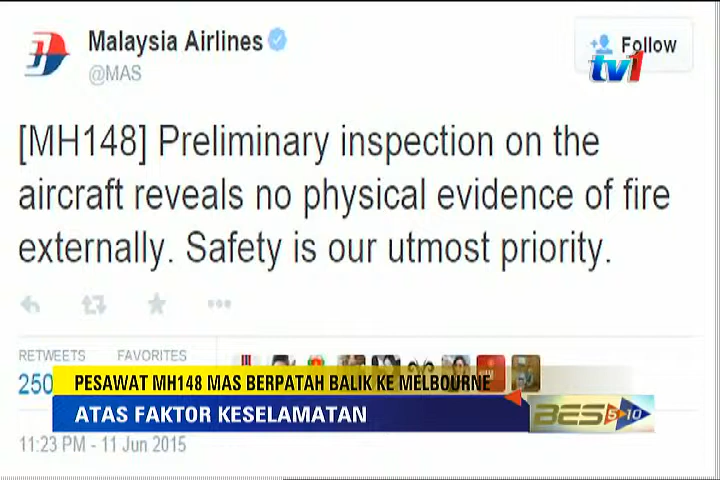 Malaysia Airlines
@MAS
Follow
tv1
[MH148] Preliminary inspection on the
aircraft reveals no physical evidence of fire
externally. Safety is our utmost priority.
RETWEETS FAVORITES
250
PESAWAT MH148 MAS BERPATAH BALIK KE MELBOURNE
ATAS FAKTOR KESELAMATAN
BES 5-10
11:23 PM - 11 Jun 2015